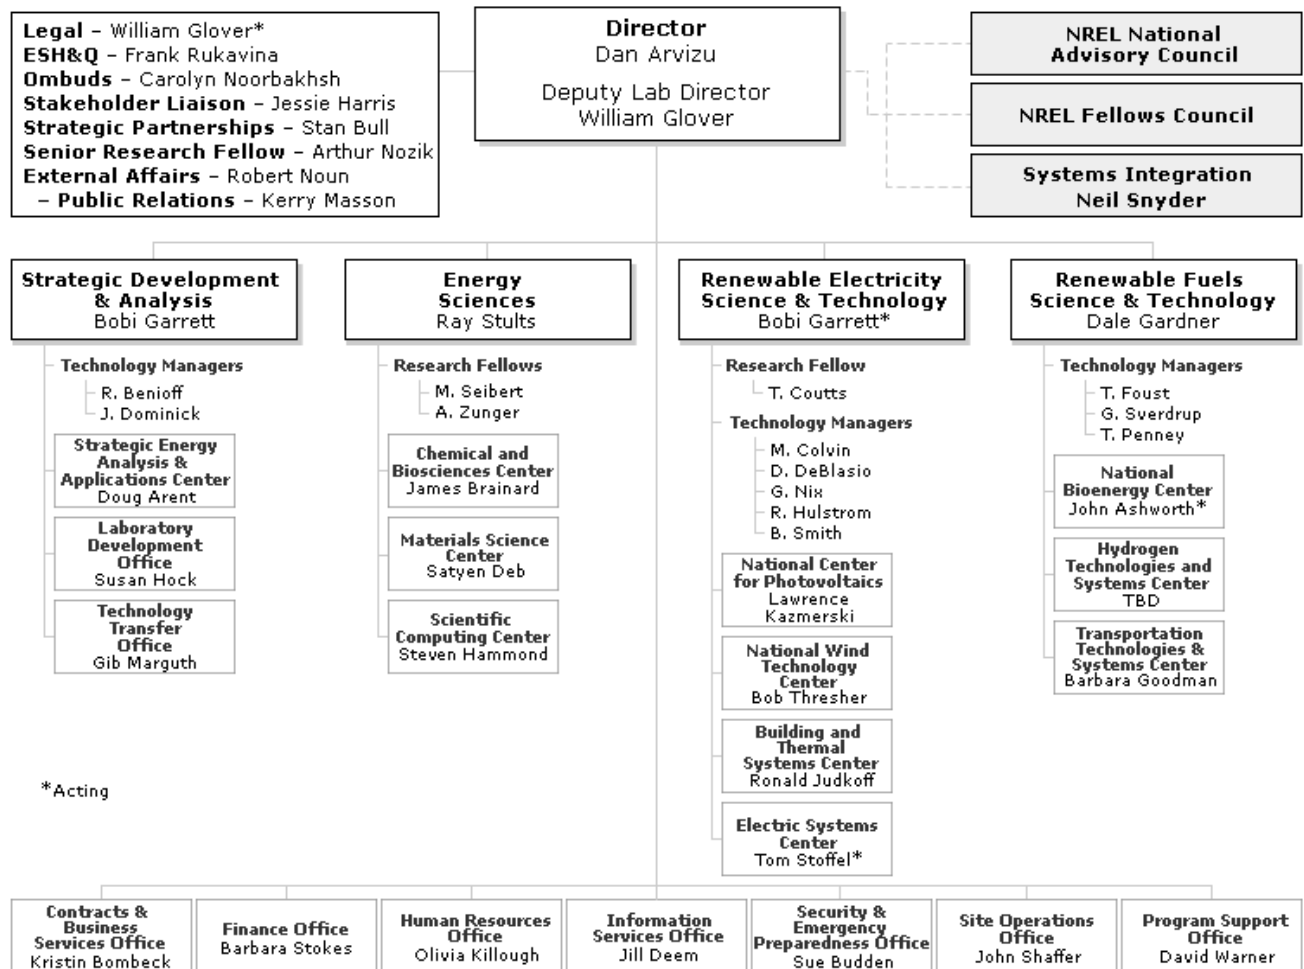 Legal – William Glover*
ESH&Q – Frank Rukavina
Ombuds – Carolyn Noorbakhsh
Stakeholder Liaison – Jessie Harris
Strategic Partnerships – Stan Bull
Senior Research Fellow – Arthur Nozik
External Affairs – Robert Noun
– Public Relations – Kerry Masson
Director
Dan Arvizu
Deputy Lab Director
William Glover
NREL National
Advisory Council
NREL Fellows Council
Systems Integration
Neil Snyder
Strategic Development
& Analysis
Bobi Garrett
Technology Managers
R. Benioff
J. Dominick
Strategic Energy
Analysis &
Applications Center
Doug Arent
Laboratory
Development
Office
Susan Hock
Technology
Transfer
Office
Gib Marguth
Energy
Sciences
Ray Stults
Research Fellows
M. Seibert
A. Zunger
Chemical and
Biosciences Center
James Brainard
Materials Science
Center
Satyen Deb
Scientific
Computing Center
Steven Hammond
Renewable Electricity
Science & Technology
Bobi Garrett*
Research Fellow
T. Coutts
Technology Managers
M. Colvin
D. DeBlasio
G. Nix
R. Hulstrom
B. Smith
National Center
for Photovoltaics
Lawrence
Kazmerski
National Wind
Technology
Center
Bob Thresher
Building and
Thermal
Systems Center
Ronald Judkoff
Electric Systems
Center
Tom Stoffel*
Renewable Fuels
Science & Technology
Dale Gardner
Technology Managers
T. Foust
G. Sverdrup
T. Penney
National
Bioenergy Center
John Ashworth*
Hydrogen
Technologies and
Systems Center
TBD
Transportation
Technologies &
Systems Center
Barbara Goodman
*Acting
Contracts &
Business
Services Office
Kristin Bombeck
Finance Office
Barbara Stokes
Human Resources
Office
Olivia Killough
Information
Services Office
Jill Deem
Security &
Emergency
Preparedness Office
Sue Budden
Site Operations
Office
John Shaffer
Program Support
Office
David Warner